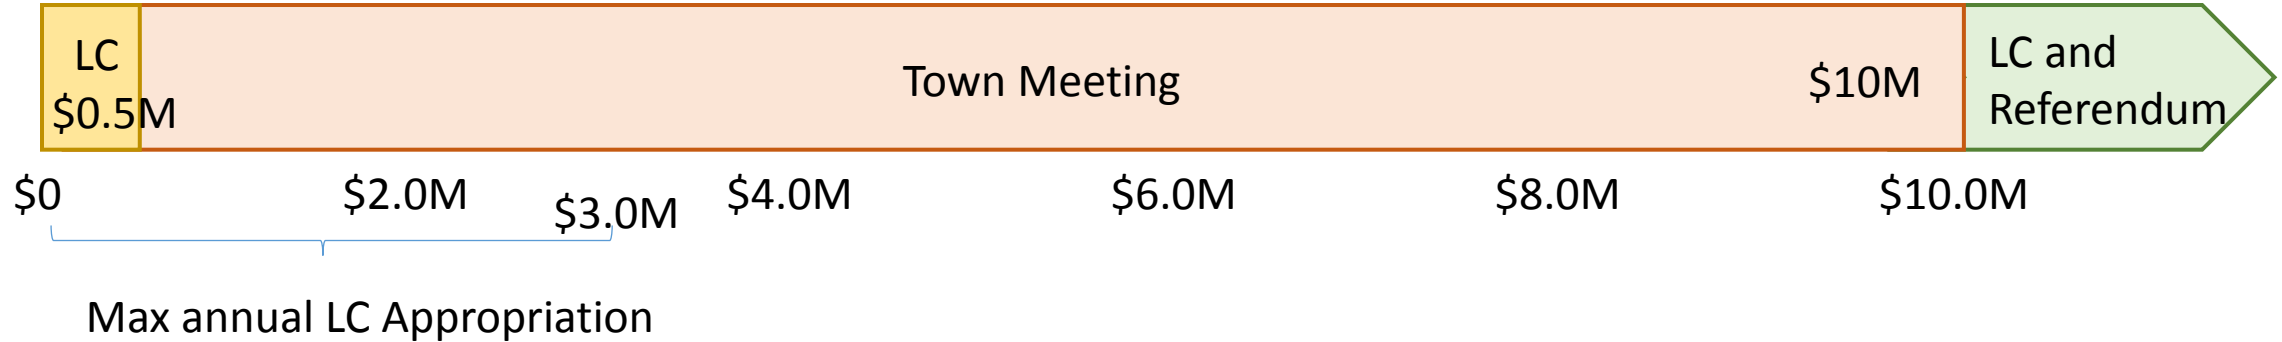 LC
$0.5M
Town Meeting
$10M
LC and
Referendum
$0
$2.0M
$3.0M
$4.0M
$6.0M
$8.0M
$10.0M
Max annual LC Appropriation